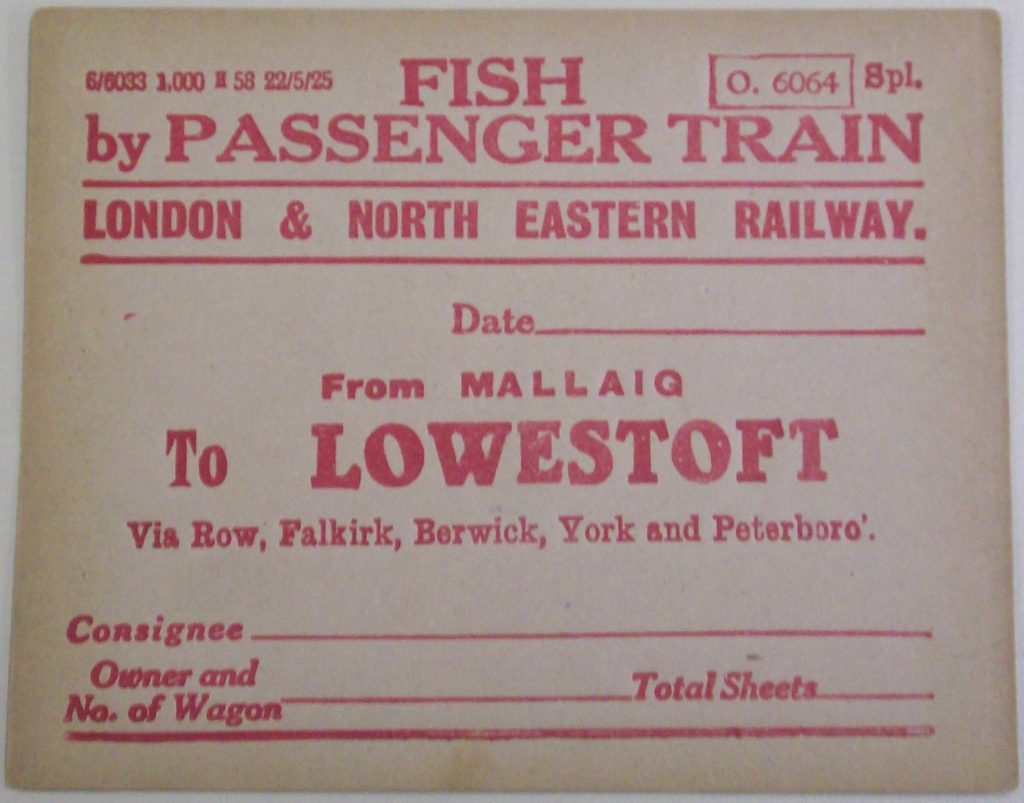 6/6033 1,000 H 58 22/5/25 FISH O. 6064 Spl.
by PASSENGER TRAIN
LONDON & NORTH EASTERN RAILWAY.
Date
From MALLAIG
To LOWESTOFT
Via Row, Falkirk, Berwick, York and Peterboro'.
Consignee
Owner and
No. of Wagon Total Sheets